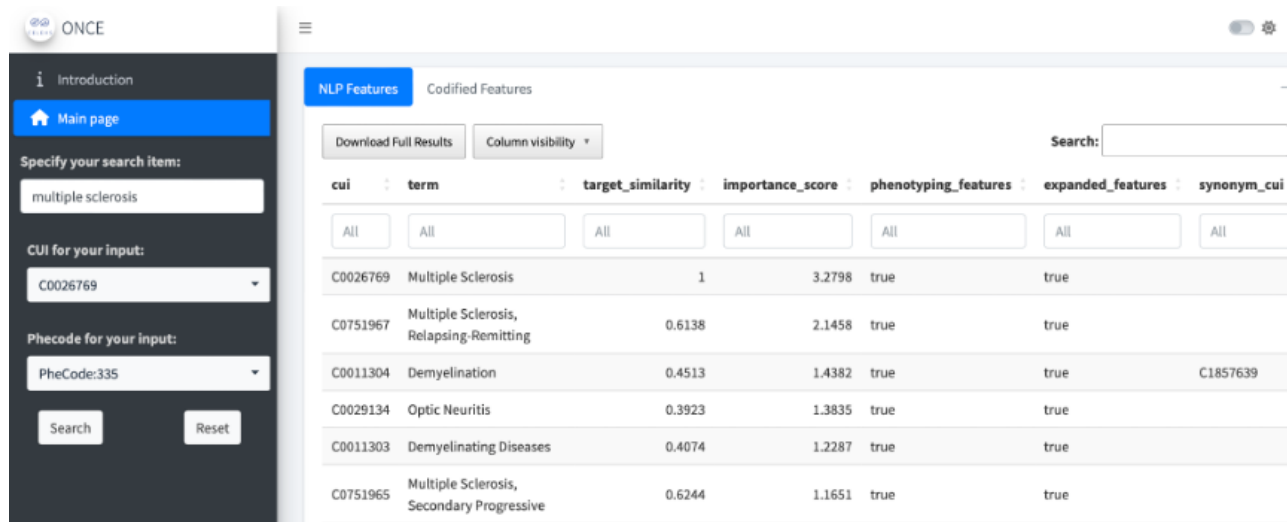 ONCE
Introduction
Main page
Specify your search item:
multiple sclerosis
CUI for your input:
C0026769
Phecode for your input:
PheCode:335
Search Reset
NLP Features Codified Features
Download Full Results Column visibility Search:
cui term target_similarity importance_score phenotyping_features expanded_features synonym_cui
All All All All All All All
C0026769 Multiple Sclerosis 1 3.2798 true true
C0751967 Multiple Sclerosis, Relapsing-Remitting 0.6138 2.1458 true true
C0011304 Demyelination 0.4513 1.4382 true true C1857639
C0029134 Optic Neuritis 0.3923 1.3835 true true
C0011303 Demyelinating Diseases 0.4074 1.2287 true true
C0751965 Multiple Sclerosis, Secondary Progressive 0.6244 1.1651 true true